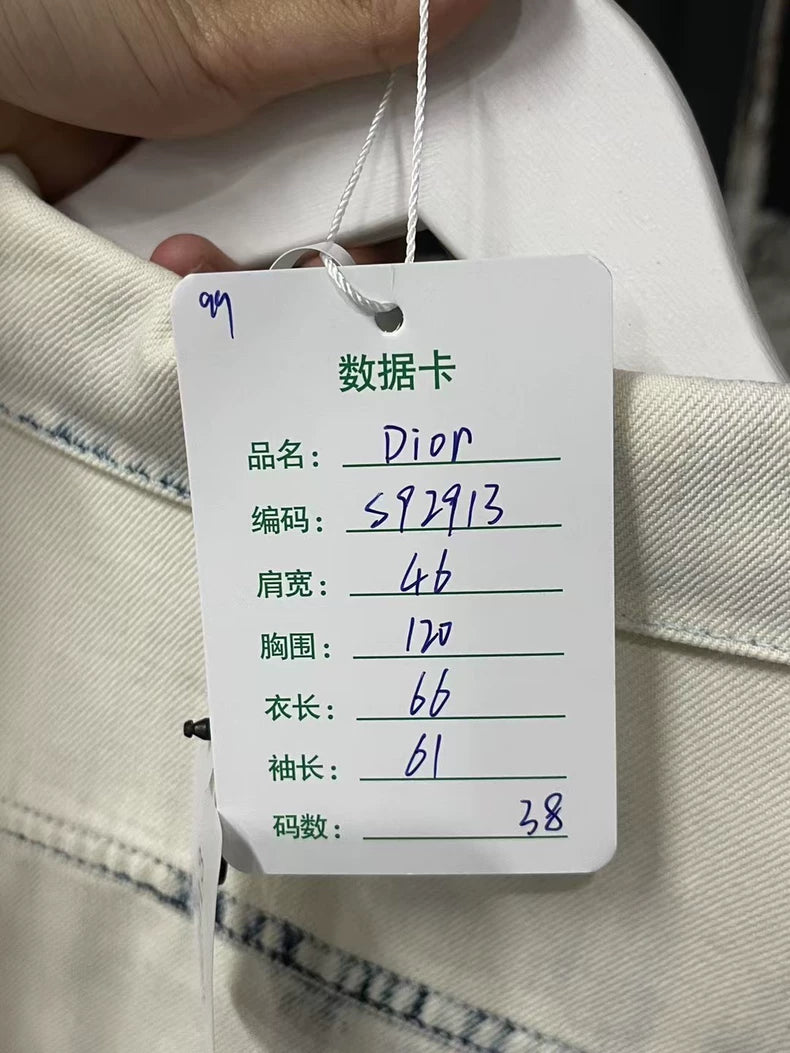 99
数据卡
品名: Dior
编码: S92913
肩宽: 46
胸围: 120
衣长: 66
袖长: 61
码数: 38